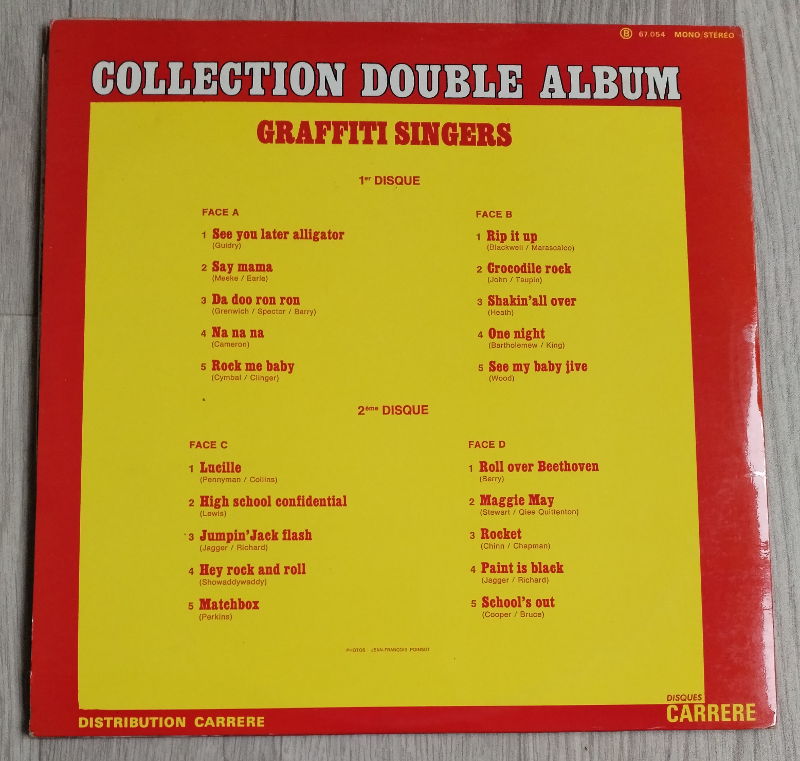 Ⓑ 67.054 MONO/STEREO
COLLECTION DOUBLE ALBUM
GRAFFITI SINGERS
1er DISQUE
FACE A
1 See you later alligator
(Guidry)
2 Say mama
(Meeke / Earle)
3 Da doo ron ron
(Grenwich / Spector / Barry)
4 Na na na
(Cameron)
5 Rock me baby
(Cymbal / Clinger)
FACE B
1 Rip it up
(Blackwell / Marascalco)
2 Crocodile rock
(John / Taupin)
3 Shakin'all over
(Heath)
4 One night
(Bartholemew / King)
5 See my baby jive
(Wood)
2ème DISQUE
FACE C
1 Lucille
(Pennyman / Collins)
2 High school confidential
(Lewis)
3 Jumpin'Jack flash
(Jagger / Richard)
4 Hey rock and roll
(Showaddywaddy)
5 Matchbox
(Perkins)
FACE D
1 Roll over Beethoven
(Berry)
2 Maggie May
(Stewart / Qiee Quittenton)
3 Rocket
(Chinn / Chapman)
4 Paint is black
(Jagger / Richard)
5 School's out
(Cooper / Bruce)
PHOTOS : JEAN-FRANÇOIS POINSOT
DISTRIBUTION CARRERE
DISQUES
CARRERE